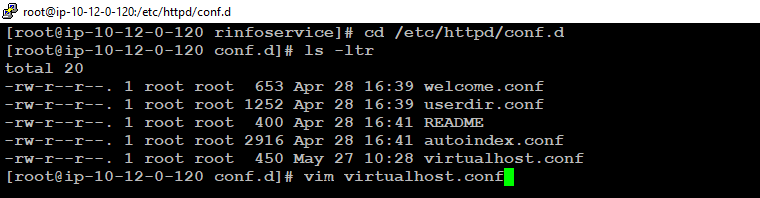 root@ip-10-12-0-120:/etc/httpd/conf.d
[root@ip-10-12-0-120 rinfoservice]# cd /etc/httpd/conf.d
[root@ip-10-12-0-120 conf.d]# ls -ltr
total 20
-rw-r--r--. 1 root root  653 Apr 28 16:39 welcome.conf
-rw-r--r--. 1 root root 1252 Apr 28 16:39 userdir.conf
-rw-r--r--. 1 root root  400 Apr 28 16:41 README
-rw-r--r--. 1 root root 2916 Apr 28 16:41 autoindex.conf
-rw-r--r--. 1 root root  450 May 27 10:28 virtualhost.conf
[root@ip-10-12-0-120 conf.d]# vim virtualhost.conf